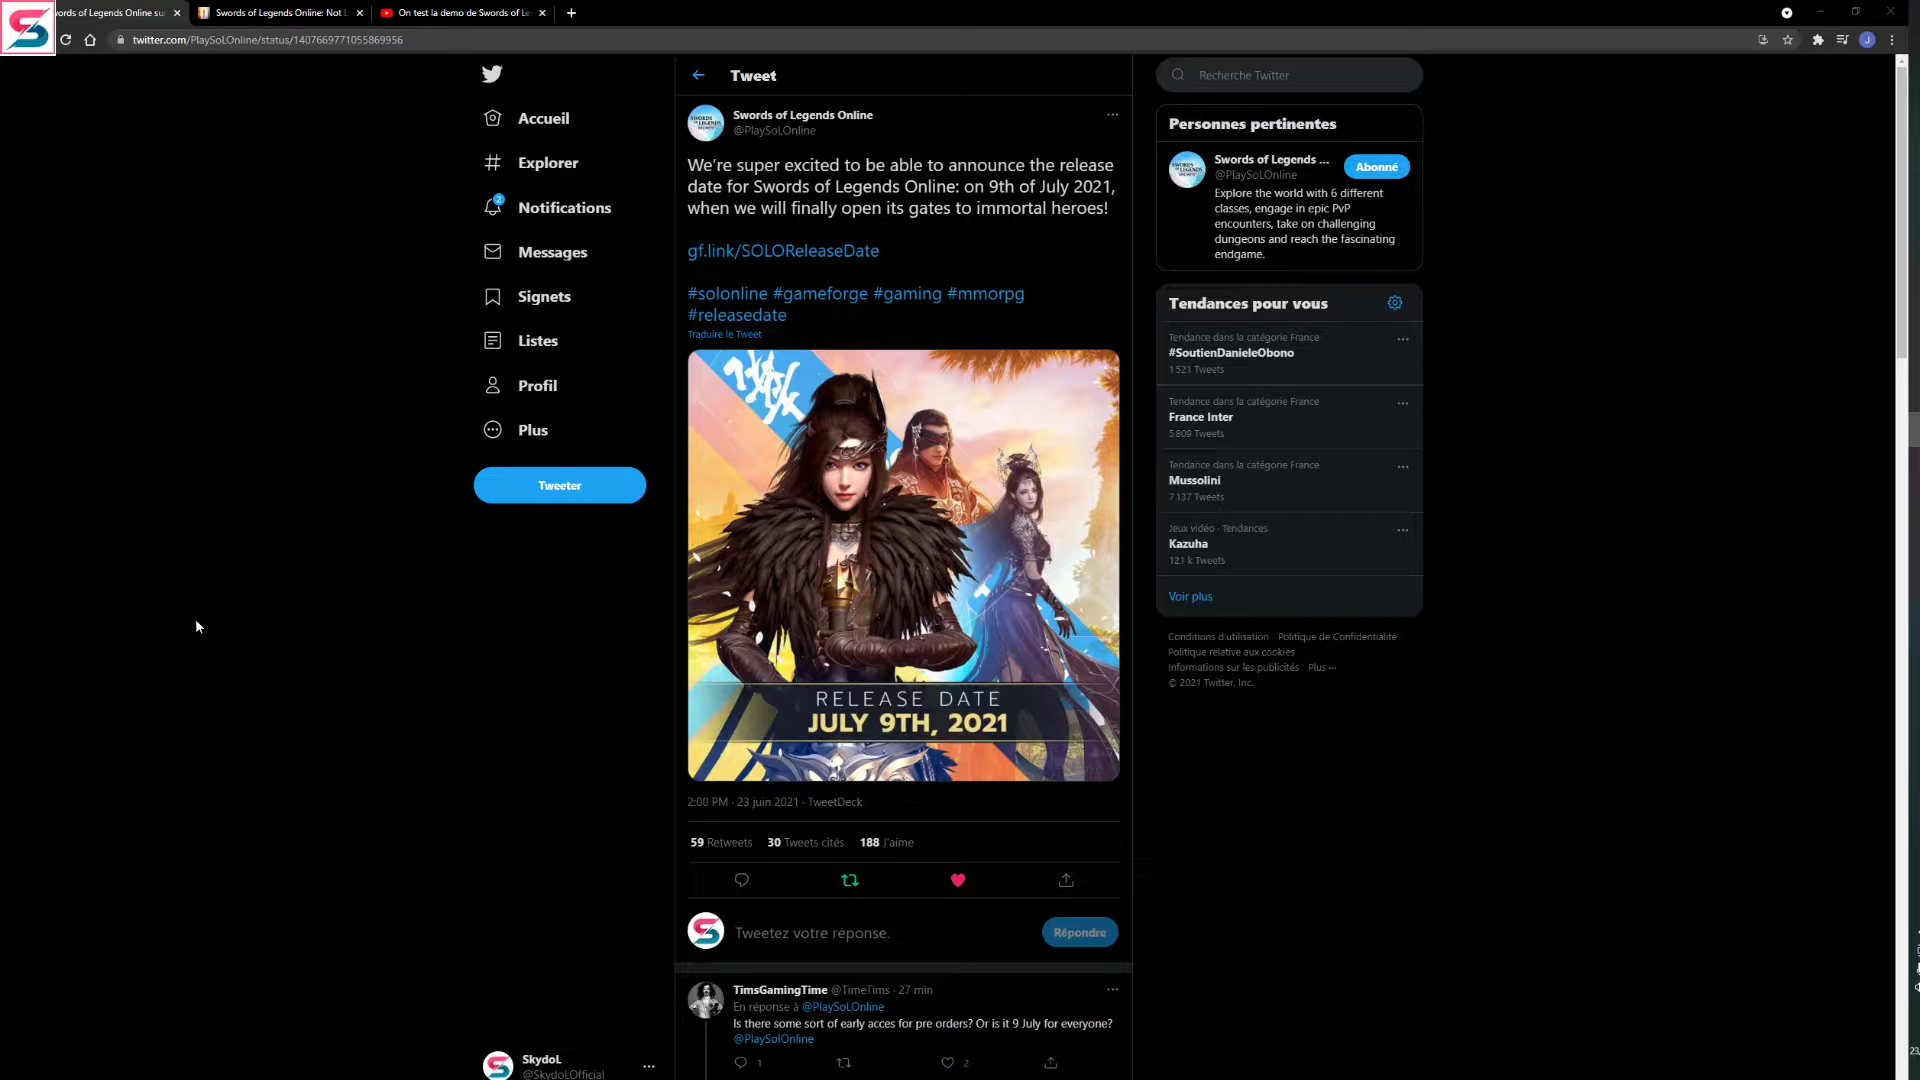 ords of Legends Online su
Swords of Legends Online: Not L
On test la demo de Swords of Le
twitter.com/PlaySoLOnline/status/1407669771055869956
J
Accueil
Explorer
2
Notifications
Messages
Signets
Listes
Profil
Plus
Tweeter
SkydoL
@SkydoLOfficial
Tweet
Swords of Legends Online
@PlaySoLOnline
We're super excited to be able to announce the release
date for Swords of Legends Online: on 9th of July 2021,
when we will finally open its gates to immortal heroes!
gf.link/SOLOReleaseDate
#solonline #gameforge #gaming #mmorpg
#releasedate
Traduire le Tweet
RELEASE DATE
JULY 9TH, 2021
2:00 PM · 23 juin 2021 · TweetDeck
59 Retweets 30 Tweets cités 188 J'aime
Tweetez votre réponse.
Répondre
TimsGamingTime @TimeTims · 27 min
En réponse à @PlaySoLOnline
Is there some sort of early acces for pre orders? Or is it 9 July for everyone?
@PlaySolOnline
1
2
Recherche Twitter
Personnes pertinentes
Swords of Legends ...
@PlaySoLOnline
Abonné
Explore the world with 6 different
classes, engage in epic PvP
encounters, take on challenging
dungeons and reach the fascinating
endgame.
Tendances pour vous
Tendance dans la catégorie France
#SoutienDanieleObono
1 521 Tweets
Tendance dans la catégorie France
France Inter
5 809 Tweets
Tendance dans la catégorie France
Mussolini
7 137 Tweets
Jeux vidéo · Tendances
Kazuha
121 k Tweets
Voir plus
Conditions d'utilisation Politique de Confidentialité
Politique relative aux cookies
Informations sur les publicités Plus ···
© 2021 Twitter, Inc.
23,